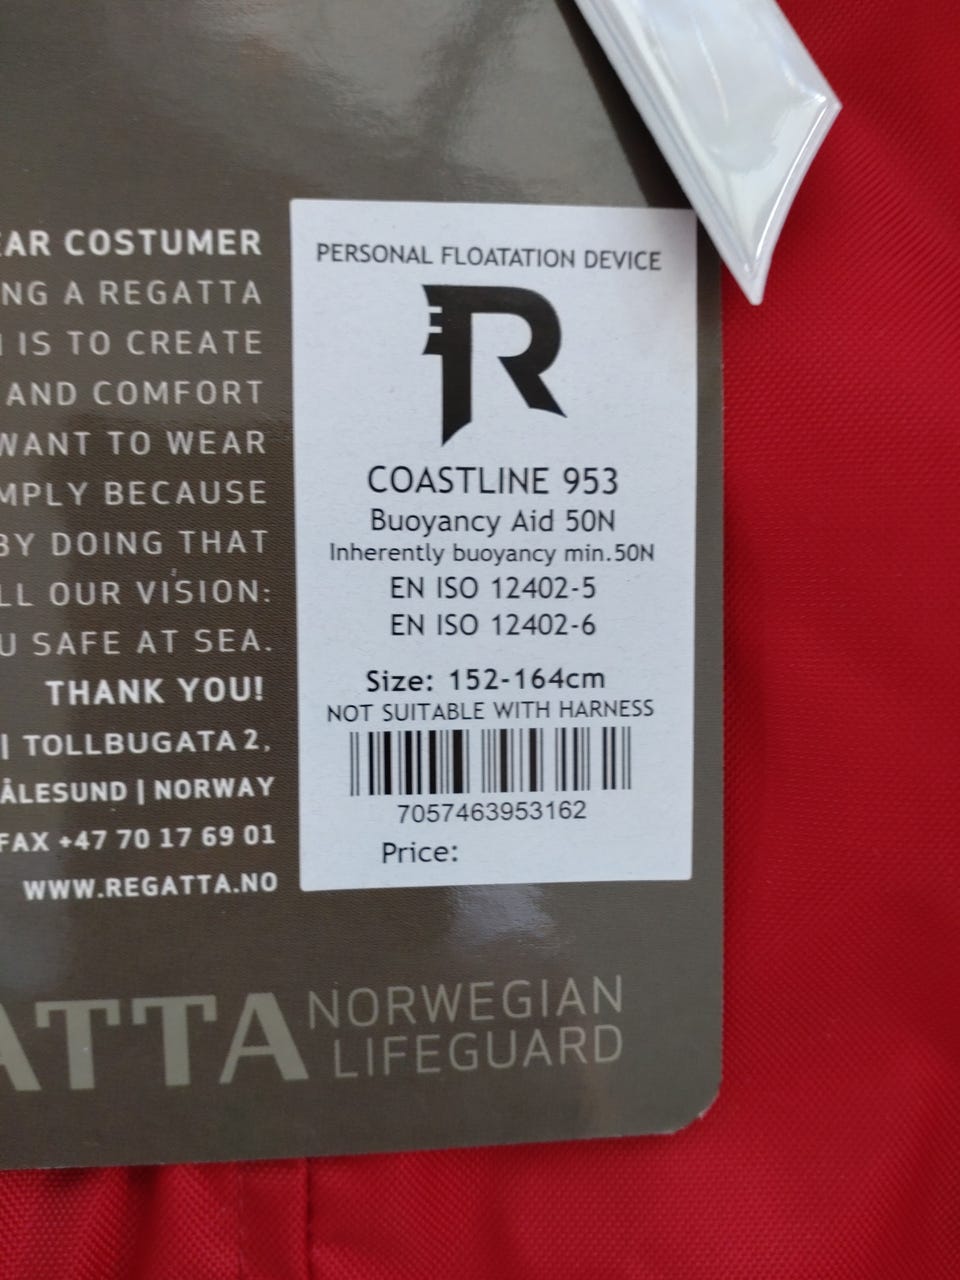 EAR COSTUMER
NG A REGATTA
IS TO CREATE
AND COMFORT
WANT TO WEAR
MPLY BECAUSE
BY DOING THAT
LL OUR VISION:
U SAFE AT SEA.
THANK YOU!
| TOLLBUGATA 2,
ÅLESUND | NORWAY
FAX +47 70 17 69 01
WWW.REGATTA.NO
PERSONAL FLOATATION DEVICE
R
COASTLINE 953
Buoyancy Aid 50N
Inherently buoyancy min.50N
EN ISO 12402-5
EN ISO 12402-6
Size: 152-164cm
NOT SUITABLE WITH HARNESS
7057463953162
Price:
ATTA NORWEGIAN
LIFEGUARD